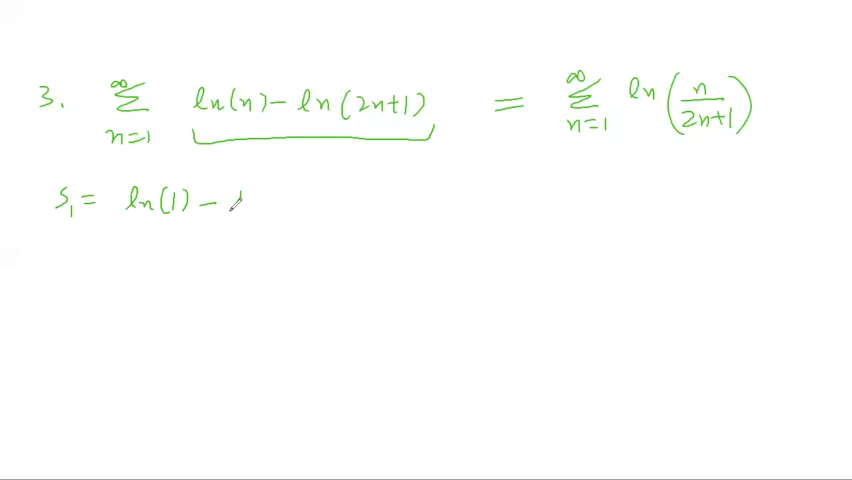 3. ∞∑n=1 ln(n) − ln(2n+1) = ∞∑n=1 ln(n/(2n+1))
S₁ = ln(1) −